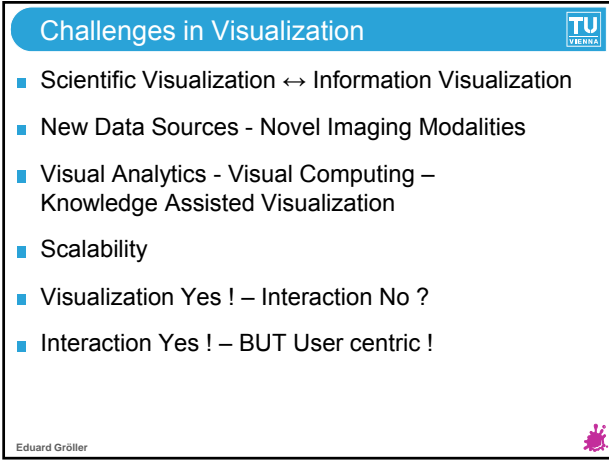 Challenges in Visualization
TU
VIENNA
Scientific Visualization ↔ Information Visualization
New Data Sources - Novel Imaging Modalities
Visual Analytics - Visual Computing –
Knowledge Assisted Visualization
Scalability
Visualization Yes ! – Interaction No ?
Interaction Yes ! – BUT User centric !
Eduard Gröller